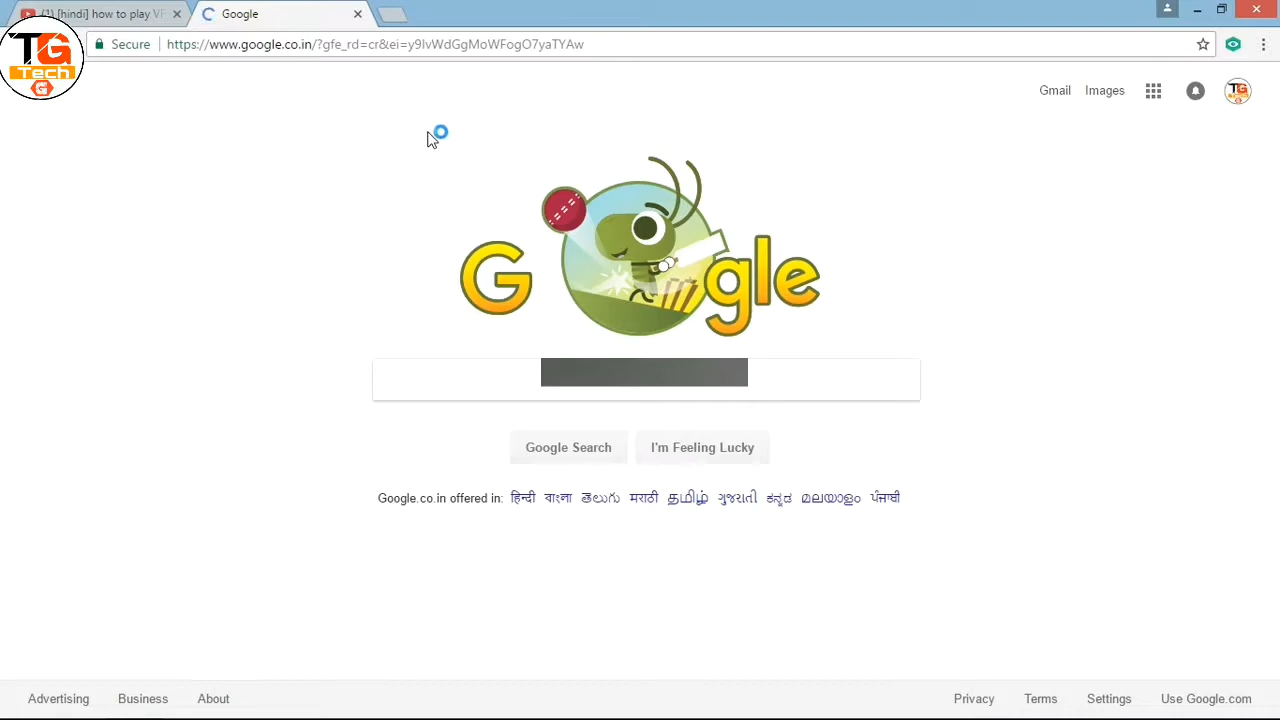 (1) [hindi] how to play V
Google
TG
Tech
G
Secure https://www.google.co.in/?gfe_rd=cr&ei=y9IvWdGgMoWFogO7yaTYAw
Gmail Images
Google
Google Search I'm Feeling Lucky
Google.co.in offered in: हिन्दी বাংলা తెలుగు मराठी தமிழ் ગુજરાતી ಕನ್ನಡ മലയാളം ਪੰਜਾਬੀ
Advertising Business About
Privacy Terms Settings Use Google.com